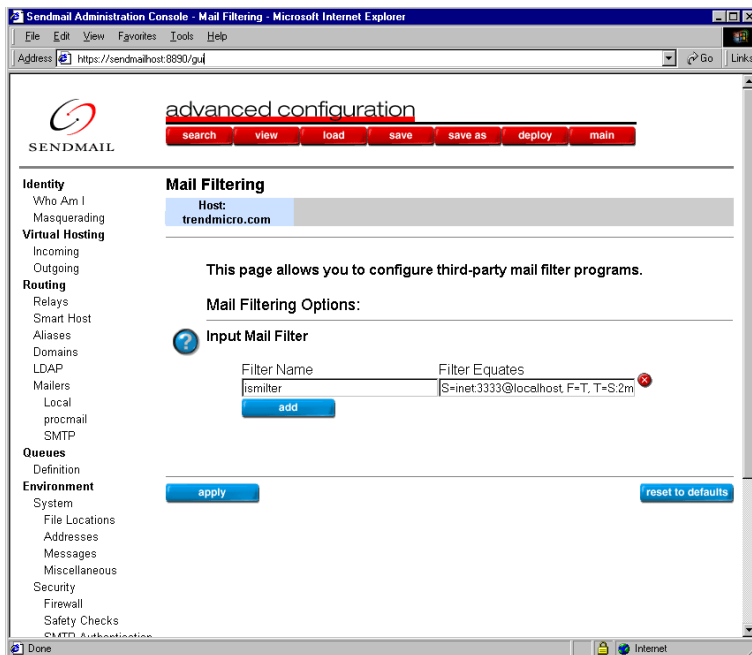 Sendmail Administration Console - Mail Filtering - Microsoft Internet Explorer
File Edit View Favorites Tools Help
Address https://sendmailhost:8890/gui Go Links
SENDMAIL
advanced configuration
search view load save save as deploy main
Identity
Who Am I
Masquerading
Virtual Hosting
Incoming
Outgoing
Routing
Relays
Smart Host
Aliases
Domains
LDAP
Mailers
Local
procmail
SMTP
Queues
Definition
Environment
System
File Locations
Addresses
Messages
Miscellaneous
Security
Firewall
Safety Checks
SMTP Authentication
Mail Filtering
Host:
trendmicro.com
This page allows you to configure third-party mail filter programs.
Mail Filtering Options:
? Input Mail Filter
Filter Name Filter Equates
ismilter S=inet:3333@localhost, F=T, T=S:2m
add
apply reset to defaults
Done Internet